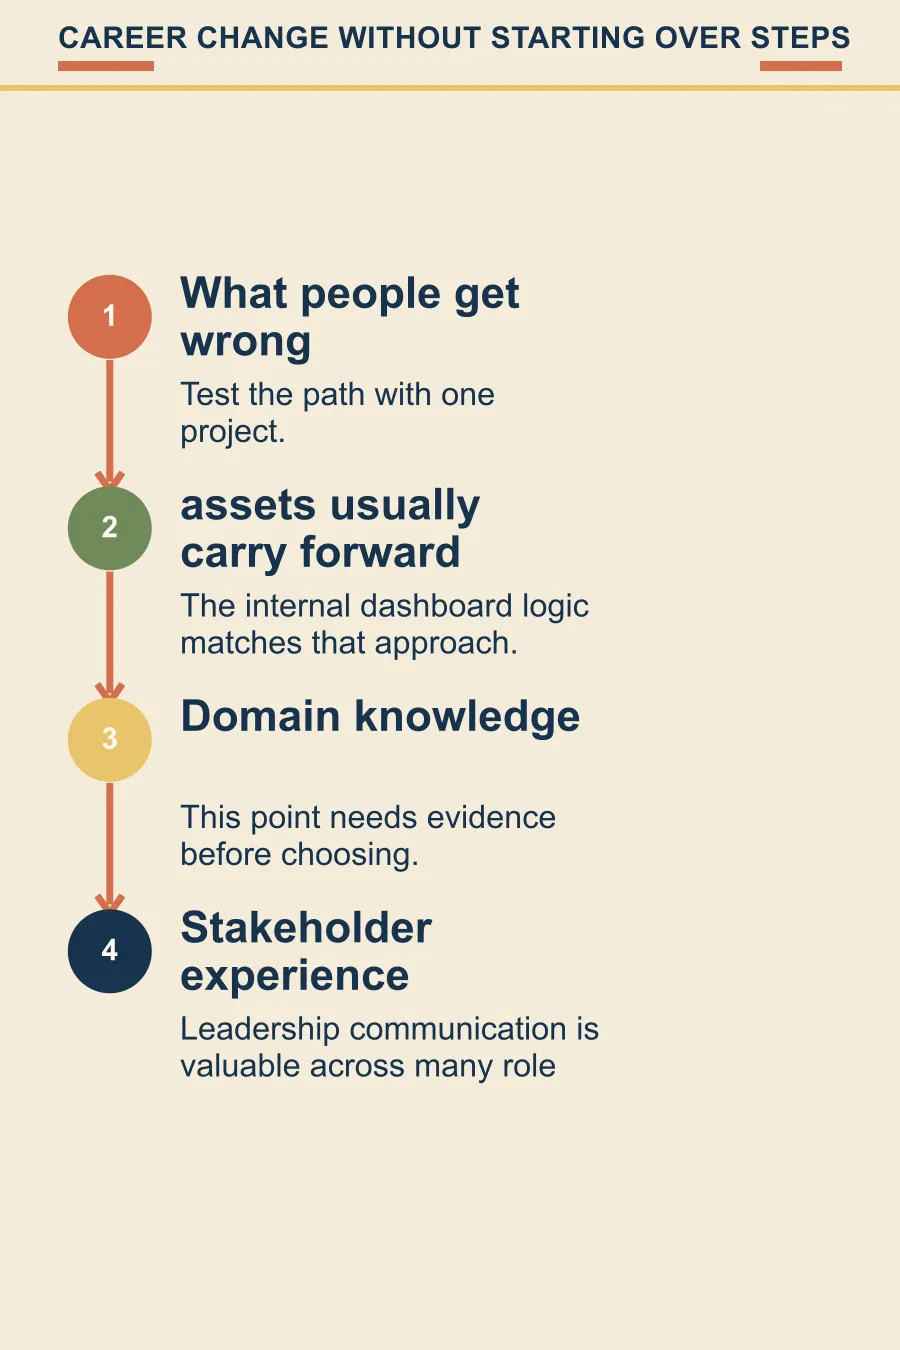 CAREER CHANGE WITHOUT STARTING OVER STEPS
1
What people get
wrong
Test the path with one
project.
2
assets usually
carry forward
The internal dashboard logic
matches that approach.
3
Domain knowledge
This point needs evidence
before choosing.
4
Stakeholder
experience
Leadership communication is
valuable across many role